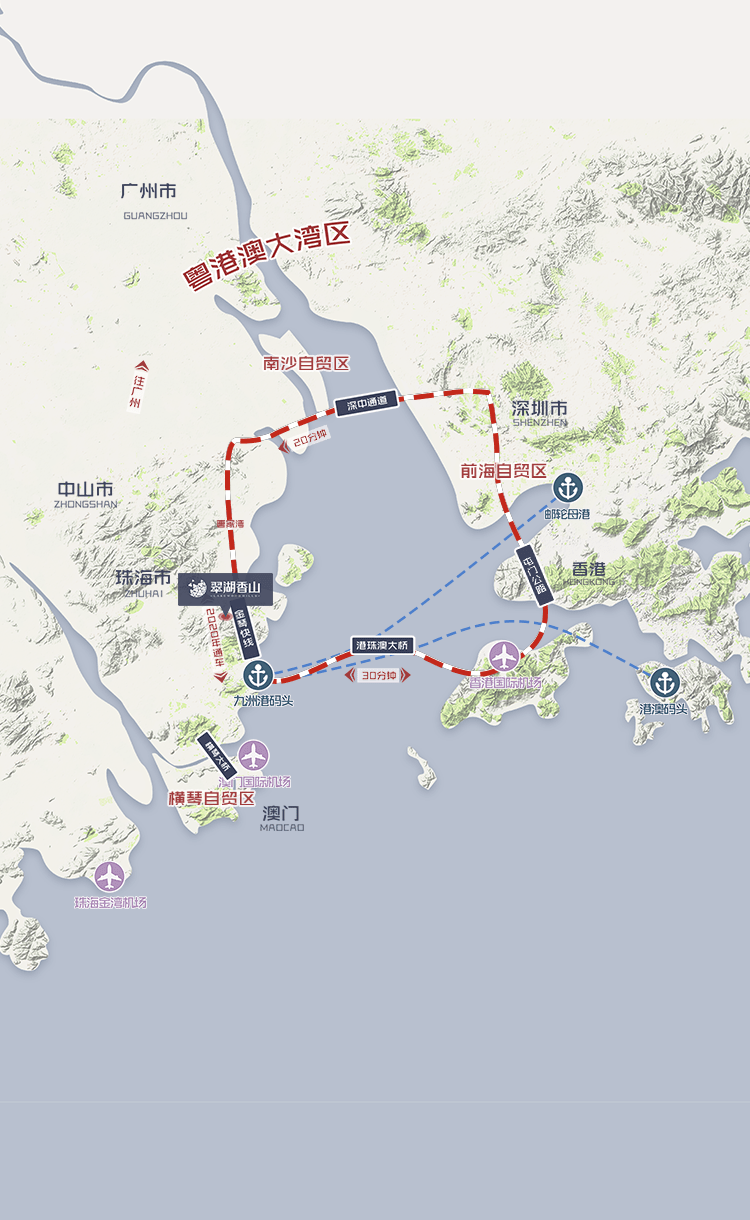 广州市
GUANGZHOU
粤港澳大湾区
南沙自贸区
往广州
深中通道
深圳市
SHENZHEN
20分钟
前海自贸区
中山市
ZHONGSHAN
邮轮母港
屯门公路
香港
HONGKONG
珠海市
ZHUHAI
翠湖香山
金琴快线
2020年通车
港珠澳大桥
30分钟
香港国际机场
九洲港码头
港澳码头
横琴大桥
澳门国际机场
横琴自贸区
澳门
MAOCAO
珠海金湾机场